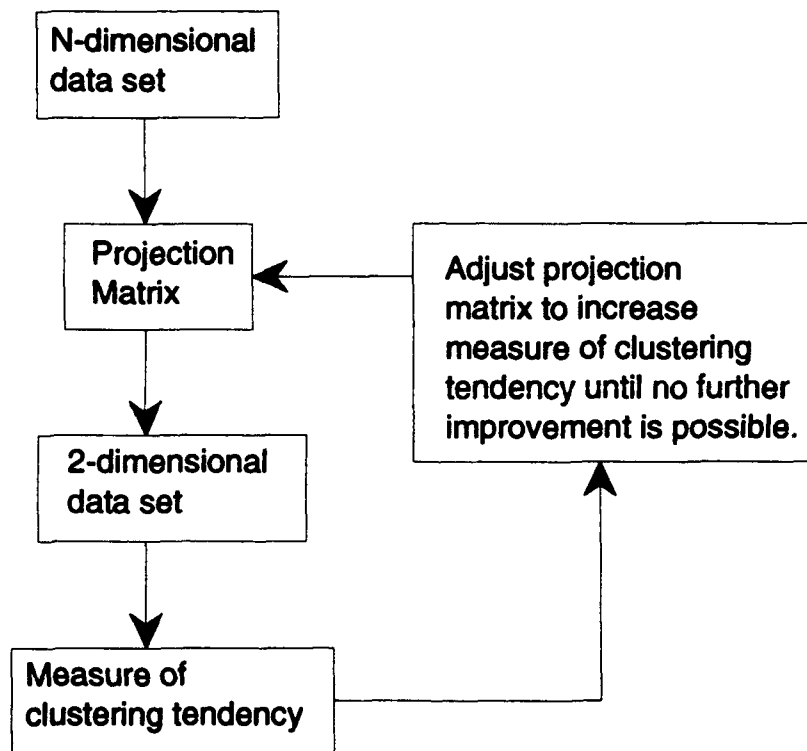 N-dimensional
data set
Projection
Matrix
Adjust projection
matrix to increase
measure of clustering
tendency until no further
improvement is possible.
2-dimensional
data set
Measure of
clustering tendency